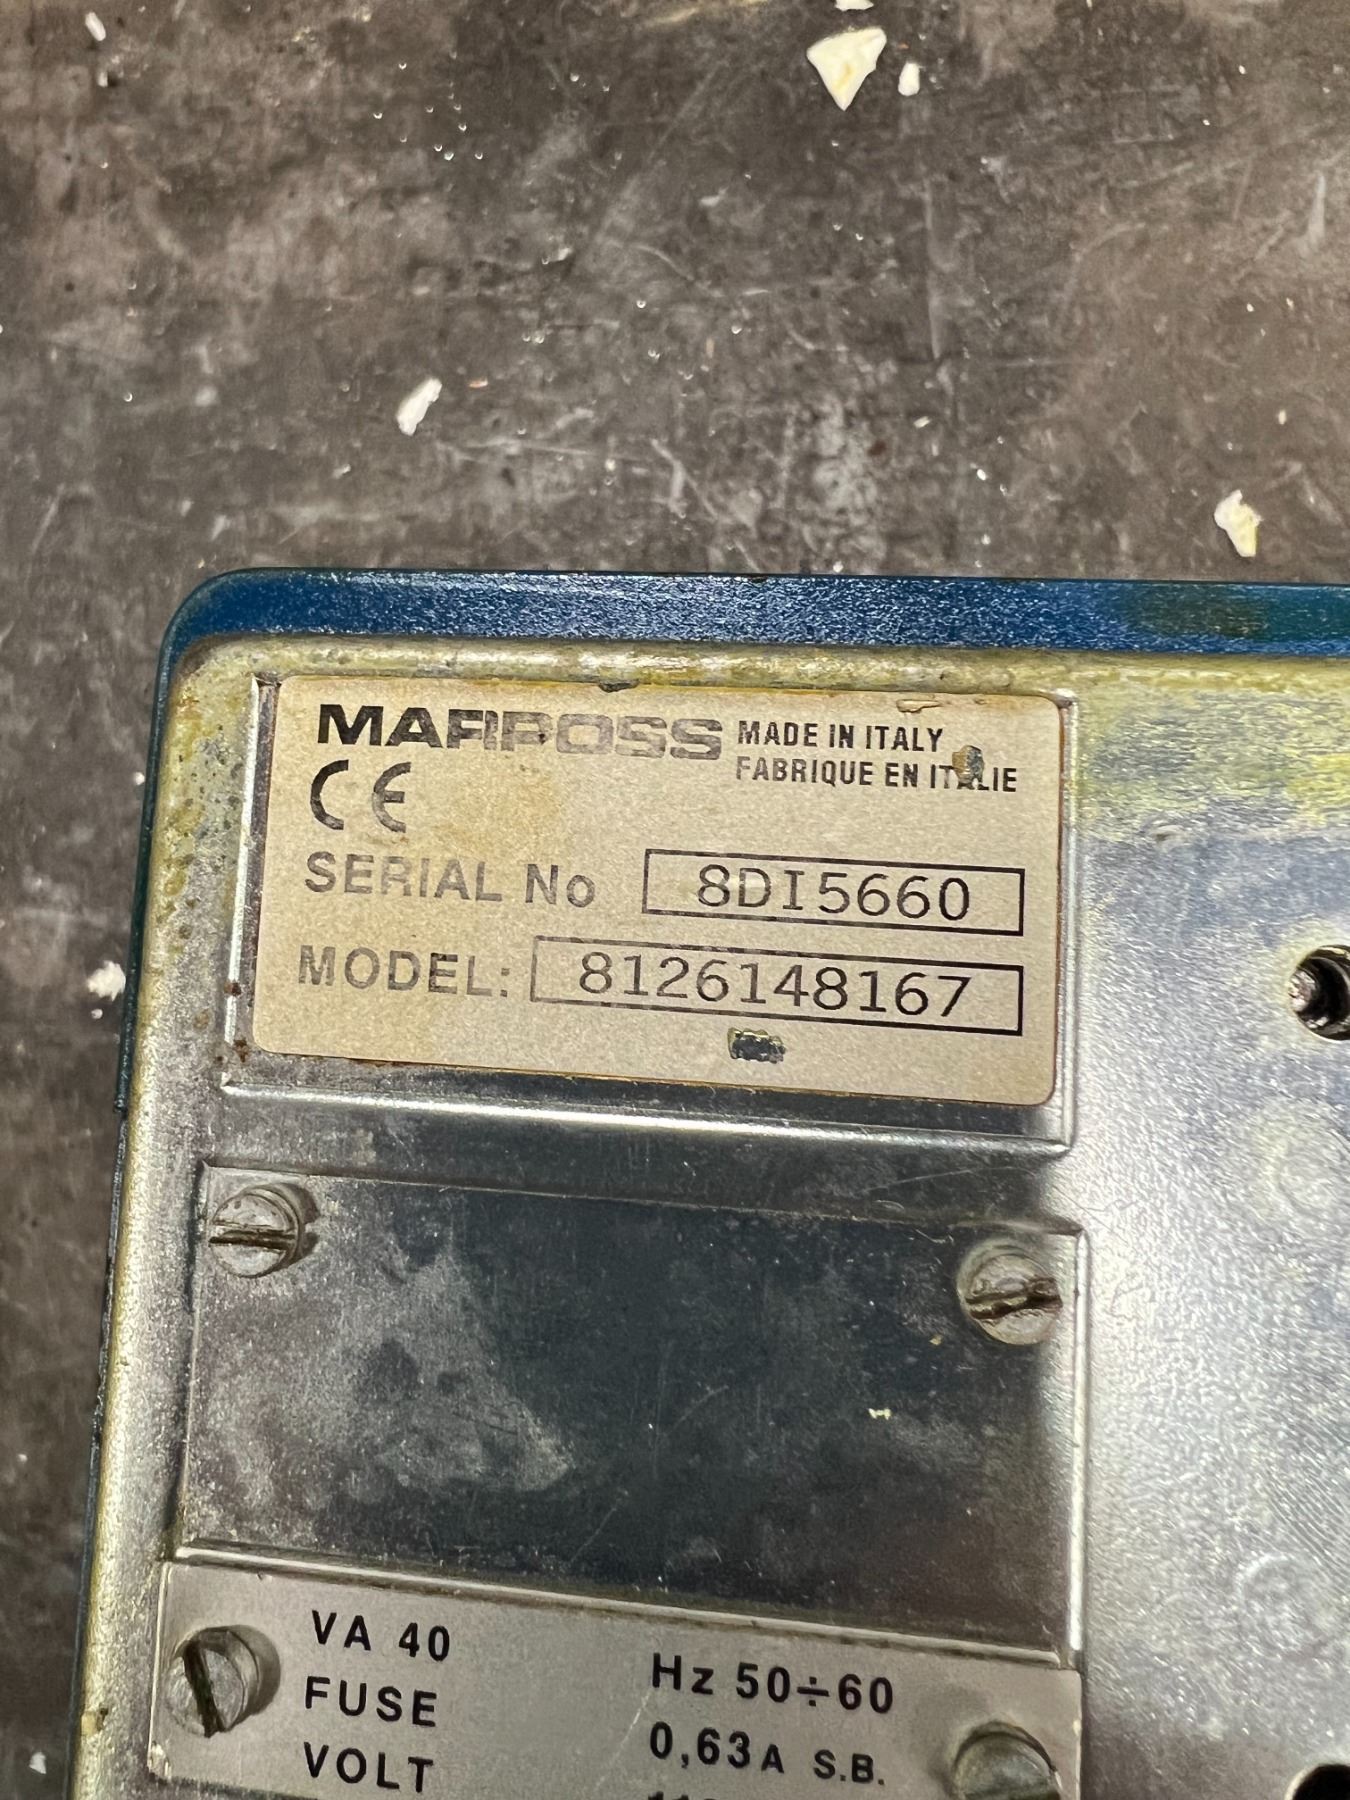 MARPOSS MADE IN ITALY
FABRIQUE EN ITALIE
CE
SERIAL No 8DI5660
MODEL: 8126148167
VA 40 Hz 50÷60
FUSE 0,63A S.B.
VOLT